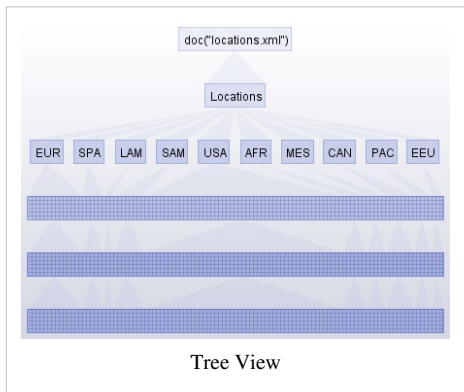 doc("locations.xml")
Locations
EUR SPA LAM SAM USA AFR MES CAN PAC EEU
Tree View